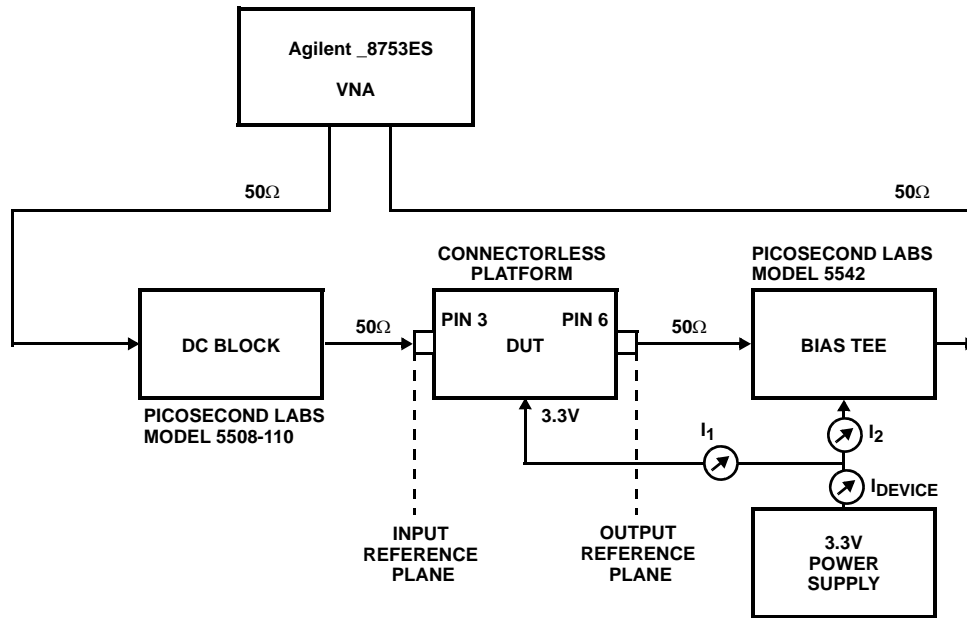 Agilent _8753ES
VNA
50Ω
50Ω
CONNECTORLESS
PLATFORM
PICOSECOND LABS
MODEL 5542
DC BLOCK
50Ω
PIN 3
PIN 6
DUT
50Ω
BIAS TEE
PICOSECOND LABS
MODEL 5508-110
3.3V
I1
I2
IDEVICE
INPUT
REFERENCE
PLANE
OUTPUT
REFERENCE
PLANE
3.3V
POWER
SUPPLY